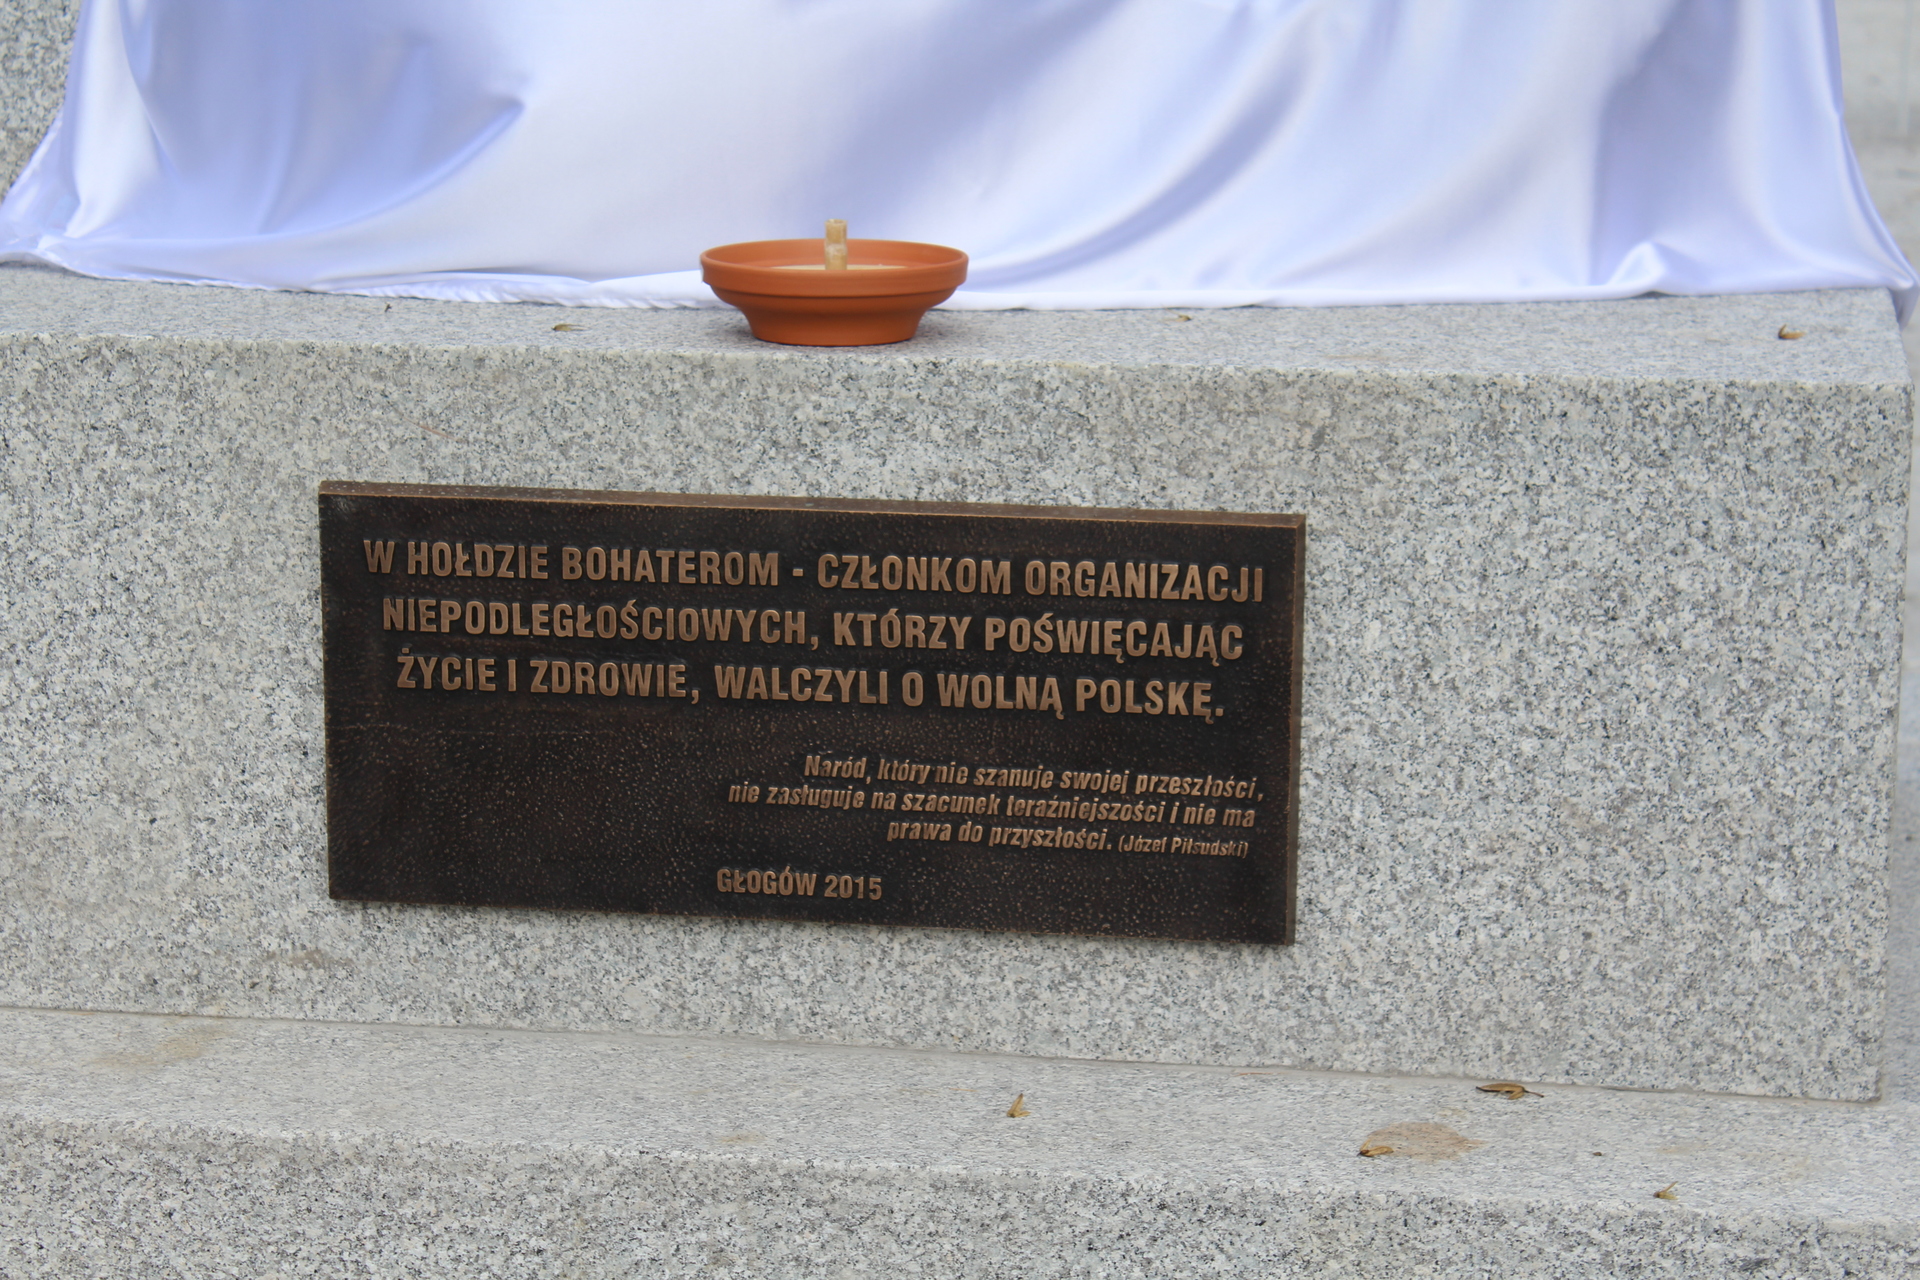 W HOŁDZIE BOHATEROM - CZŁONKOM ORGANIZACJI
NIEPODLEGŁOŚCIOWYCH, KTÓRZY POŚWIĘCAJĄC
ŻYCIE I ZDROWIE, WALCZYLI O WOLNĄ POLSKĘ.
Naród, który nie szanuje swojej przeszłości,
nie zasługuje na szacunek teraźniejszości i nie ma
prawa do przyszłości. (Józef Piłsudski)
GŁOGÓW 2015